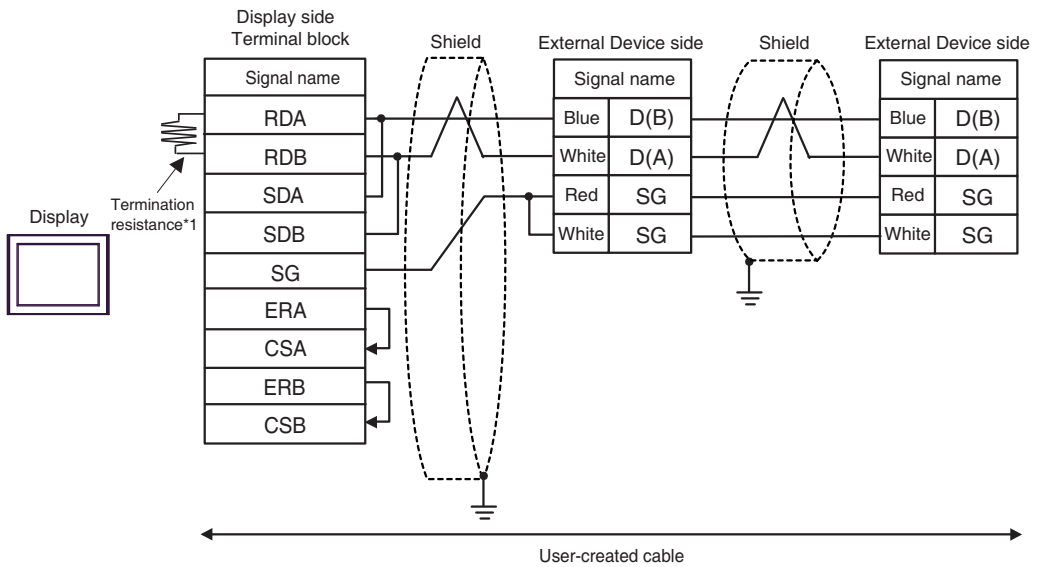 Display side
Terminal block
Shield
External Device side
Shield
External Device side
Signal name
RDA
RDB
SDA
SDB
SG
ERA
CSA
ERB
CSB
Signal name
Blue D(B)
White D(A)
Red SG
White SG
Signal name
Blue D(B)
White D(A)
Red SG
White SG
Termination
resistance*1
Display
User-created cable